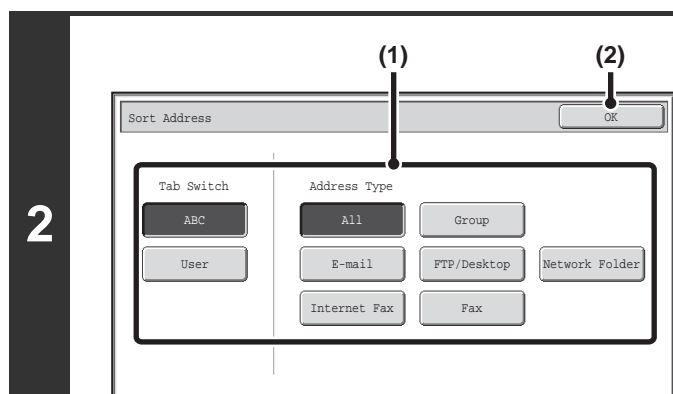 (1) (2)
Sort Address OK
Tab Switch Address Type
2 ABC All Group
User E-mail FTP/Desktop Network Folder
Internet Fax Fax